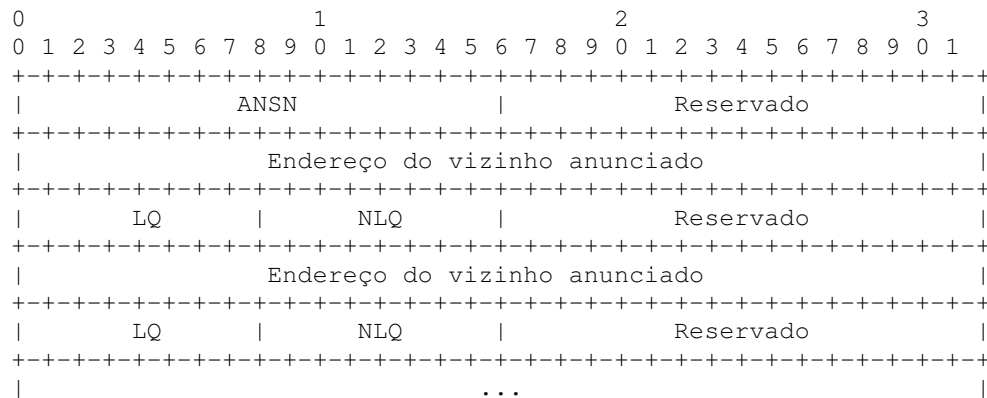 0                   1                   2                   3
0 1 2 3 4 5 6 7 8 9 0 1 2 3 4 5 6 7 8 9 0 1 2 3 4 5 6 7 8 9 0 1
+-+-+-+-+-+-+-+-+-+-+-+-+-+-+-+-+-+-+-+-+-+-+-+-+-+-+-+-+-+-+-+-+
|              ANSN             |           Reservado           |
+-+-+-+-+-+-+-+-+-+-+-+-+-+-+-+-+-+-+-+-+-+-+-+-+-+-+-+-+-+-+-+-+
|                Endereço do vizinho anunciado                  |
+-+-+-+-+-+-+-+-+-+-+-+-+-+-+-+-+-+-+-+-+-+-+-+-+-+-+-+-+-+-+-+-+
|       LQ      |      NLQ      |           Reservado           |
+-+-+-+-+-+-+-+-+-+-+-+-+-+-+-+-+-+-+-+-+-+-+-+-+-+-+-+-+-+-+-+-+
|                Endereço do vizinho anunciado                  |
+-+-+-+-+-+-+-+-+-+-+-+-+-+-+-+-+-+-+-+-+-+-+-+-+-+-+-+-+-+-+-+-+
|       LQ      |      NLQ      |           Reservado           |
+-+-+-+-+-+-+-+-+-+-+-+-+-+-+-+-+-+-+-+-+-+-+-+-+-+-+-+-+-+-+-+-+
|                              ...                              |